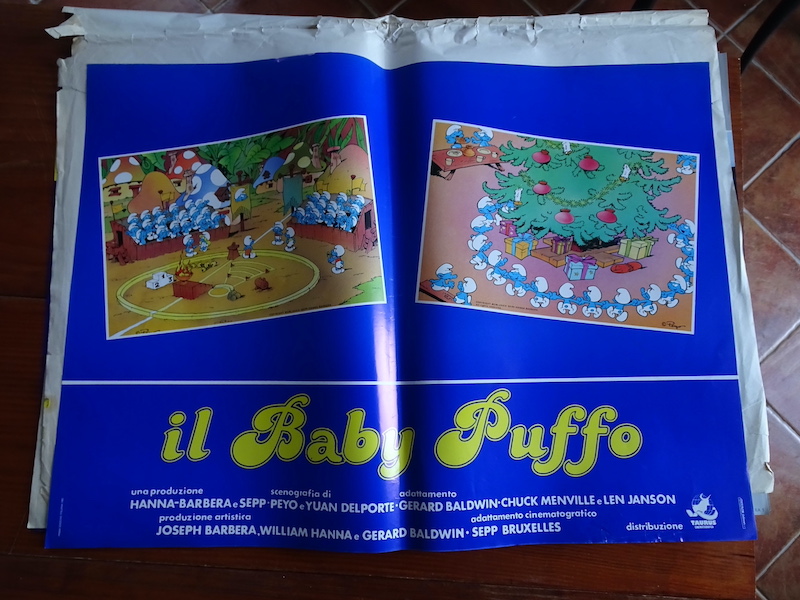 il Baby Puffo
una produzione scenografia di adattamento
HANNA-BARBERA e SEPP·PEYO e YUAN DELPORTE·GERARD BALDWIN·CHUCK MENVILLE e LEN JANSON
produzione artistica adattamento cinematografico
JOSEPH BARBERA, WILLIAM HANNA e GERARD BALDWIN·SEPP BRUXELLES distribuzione
TAURUS